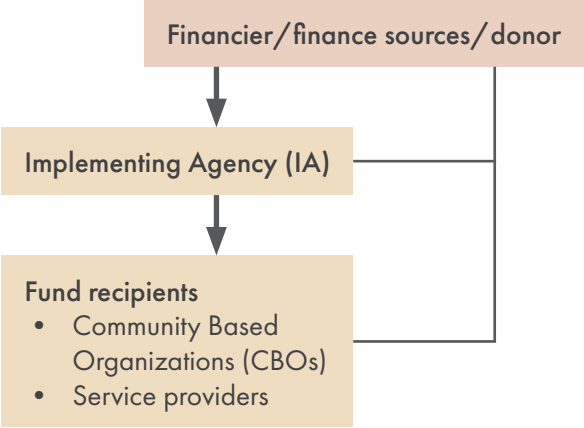 Financier/finance sources/donor
Implementing Agency (IA)
Fund recipients
• Community Based
Organizations (CBOs)
• Service providers